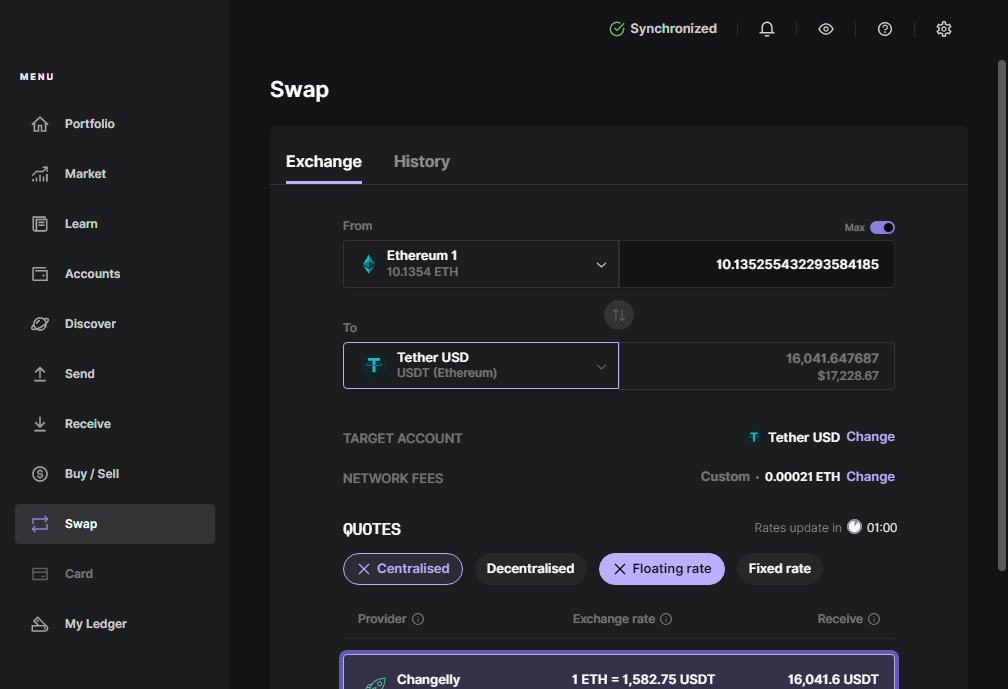 Synchronized
MENU
Portfolio
Market
Learn
Accounts
Discover
Send
Receive
Buy / Sell
Swap
Card
My Ledger
Swap
Exchange History
From Max
Ethereum 1
10.1354 ETH
10.135255432293584185
To
Tether USD
USDT (Ethereum)
16,041.647687
$17,228.67
TARGET ACCOUNT Tether USD Change
NETWORK FEES Custom · 0.00021 ETH Change
QUOTES Rates update in 01:00
Centralised Decentralised Floating rate Fixed rate
Provider Exchange rate Receive
Changelly 1 ETH = 1,582.75 USDT 16,041.6 USDT